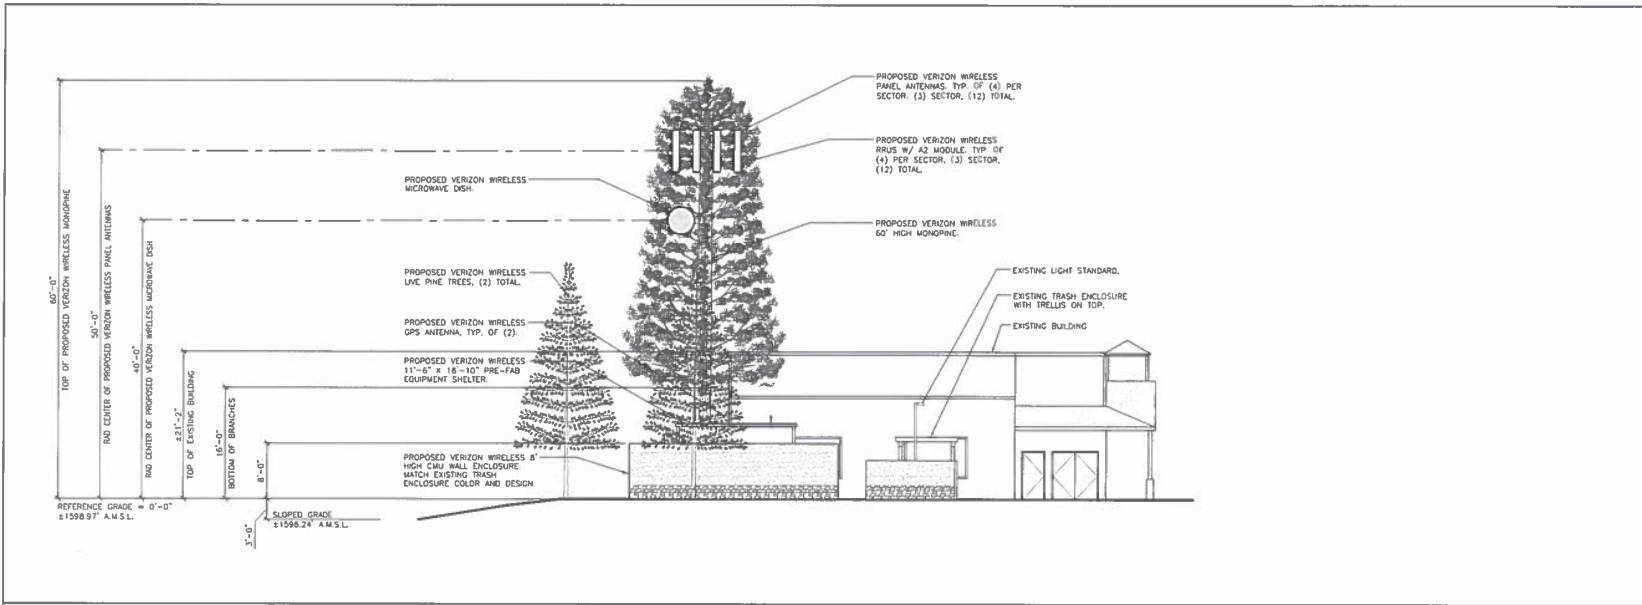 PROPOSED VERIZON WIRELESS
PANEL ANTENNAS. TYP. OF (4) PER
SECTOR. (3) SECTOR. (12) TOTAL.
PROPOSED VERIZON WIRELESS
RRUS W/ A2 MODULE. TYP. OF
(4) PER SECTOR. (3) SECTOR.
(12) TOTAL.
PROPOSED VERIZON WIRELESS
MICROWAVE DISH.
PROPOSED VERIZON WIRELESS
60' HIGH MONOPINE.
PROPOSED VERIZON WIRELESS
LIVE PINE TREES, (2) TOTAL.
EXISTING LIGHT STANDARD.
EXISTING TRASH ENCLOSURE
WITH TRELLIS ON TOP.
EXISTING BUILDING
PROPOSED VERIZON WIRELESS
GPS ANTENNA, TYP. OF (2).
PROPOSED VERIZON WIRELESS
11'-6" X 16'-10" PRE-FAB
EQUIPMENT SHELTER.
PROPOSED VERIZON WIRELESS 8'
HIGH CMU WALL ENCLOSURE.
MATCH EXISTING TRASH
ENCLOSURE COLOR AND DESIGN.
60'-0"
TOP OF PROPOSED VERIZON WIRELESS MONOPINE
50'-0"
RAD CENTER OF PROPOSED VERIZON WIRELESS PANEL ANTENNAS
40'-0"
RAD CENTER OF PROPOSED VERIZON WIRELESS MICROWAVE DISH
±21'-2"
TOP OF EXISTING BUILDING
16'-0"
BOTTOM OF BRANCHES
8'-0"
REFERENCE GRADE = 0'-0"
±1598.97' A.M.S.L.
3'-0"
SLOPED GRADE
±1596.24' A.M.S.L.